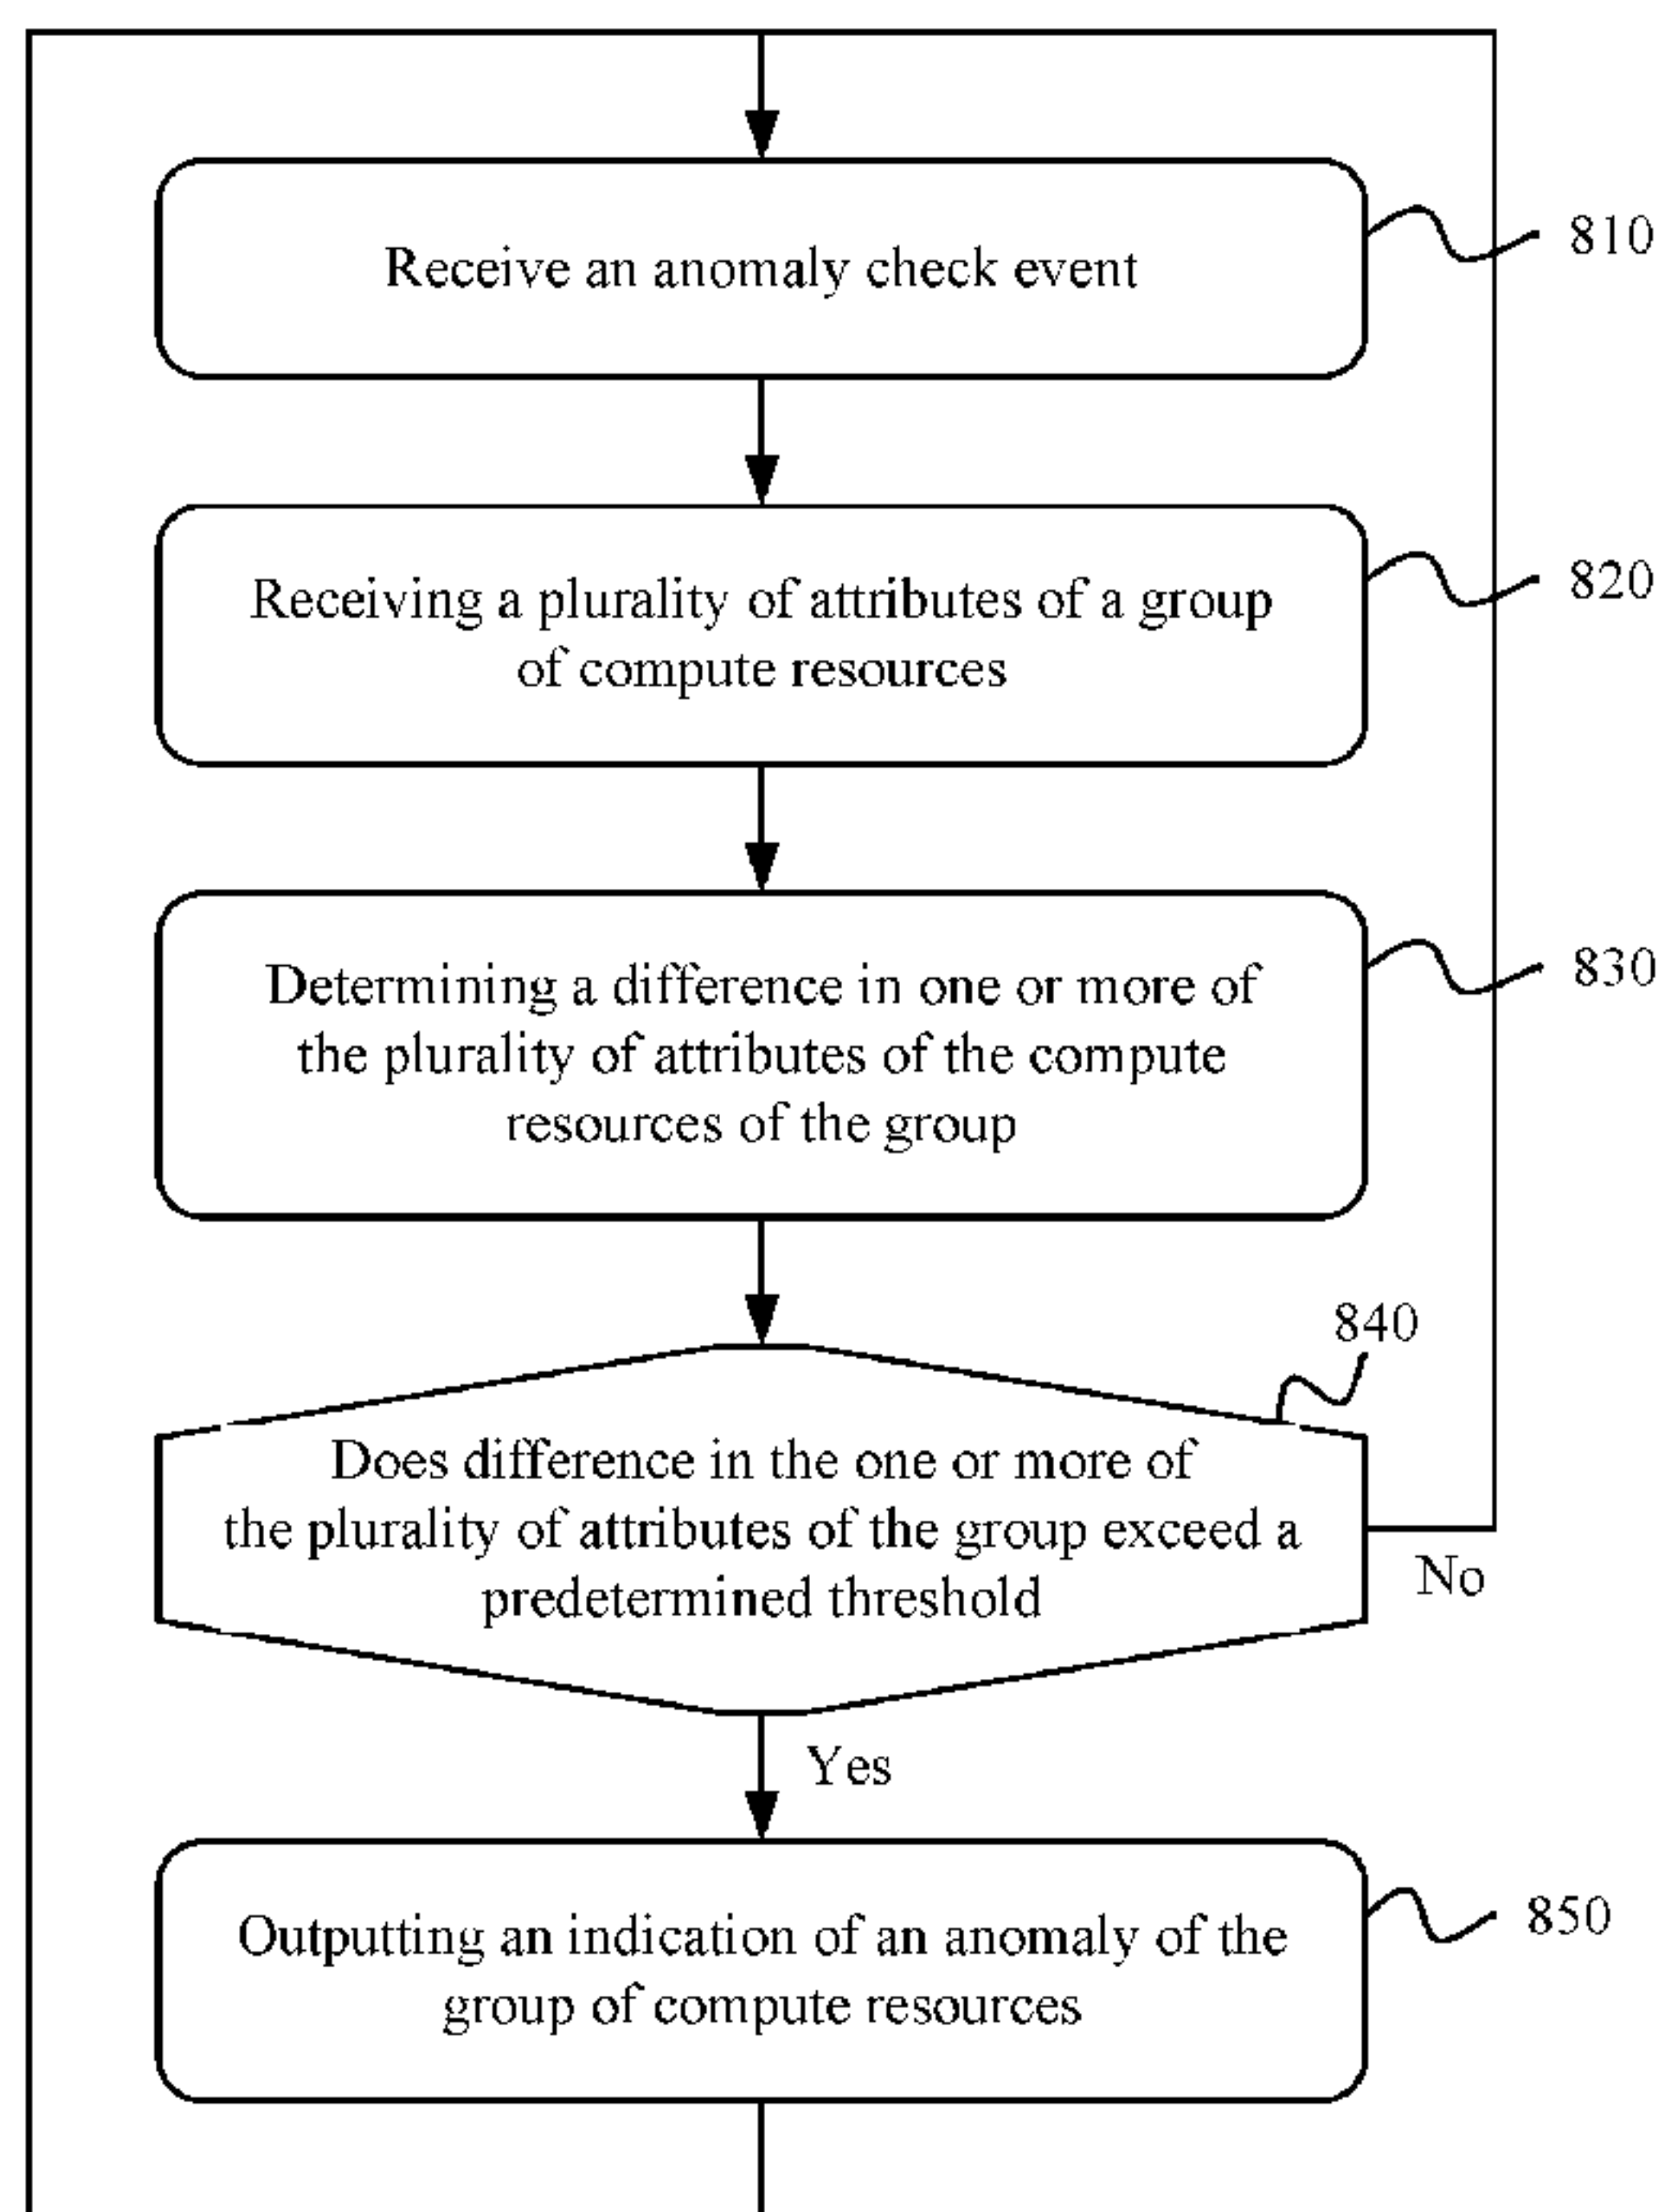 Receive an anomaly check event
810
Receiving a plurality of attributes of a group
of compute resources
820
Determining a difference in one or more of
the plurality of attributes of the compute
resources of the group
830
840
Does difference in the one or more of
the plurality of attributes of the group exceed a
predetermined threshold
No
Yes
Outputting an indication of an anomaly of the
group of compute resources
850